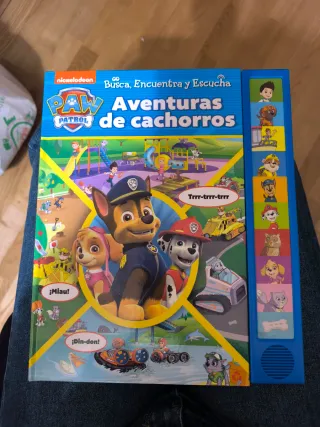 nickelodeon
Busca, Encuentra y Escucha
PAW
PATROL
Aventuras
de cachorros
Trrr-trrr-trrr
¡Miau!
¡Din-don!